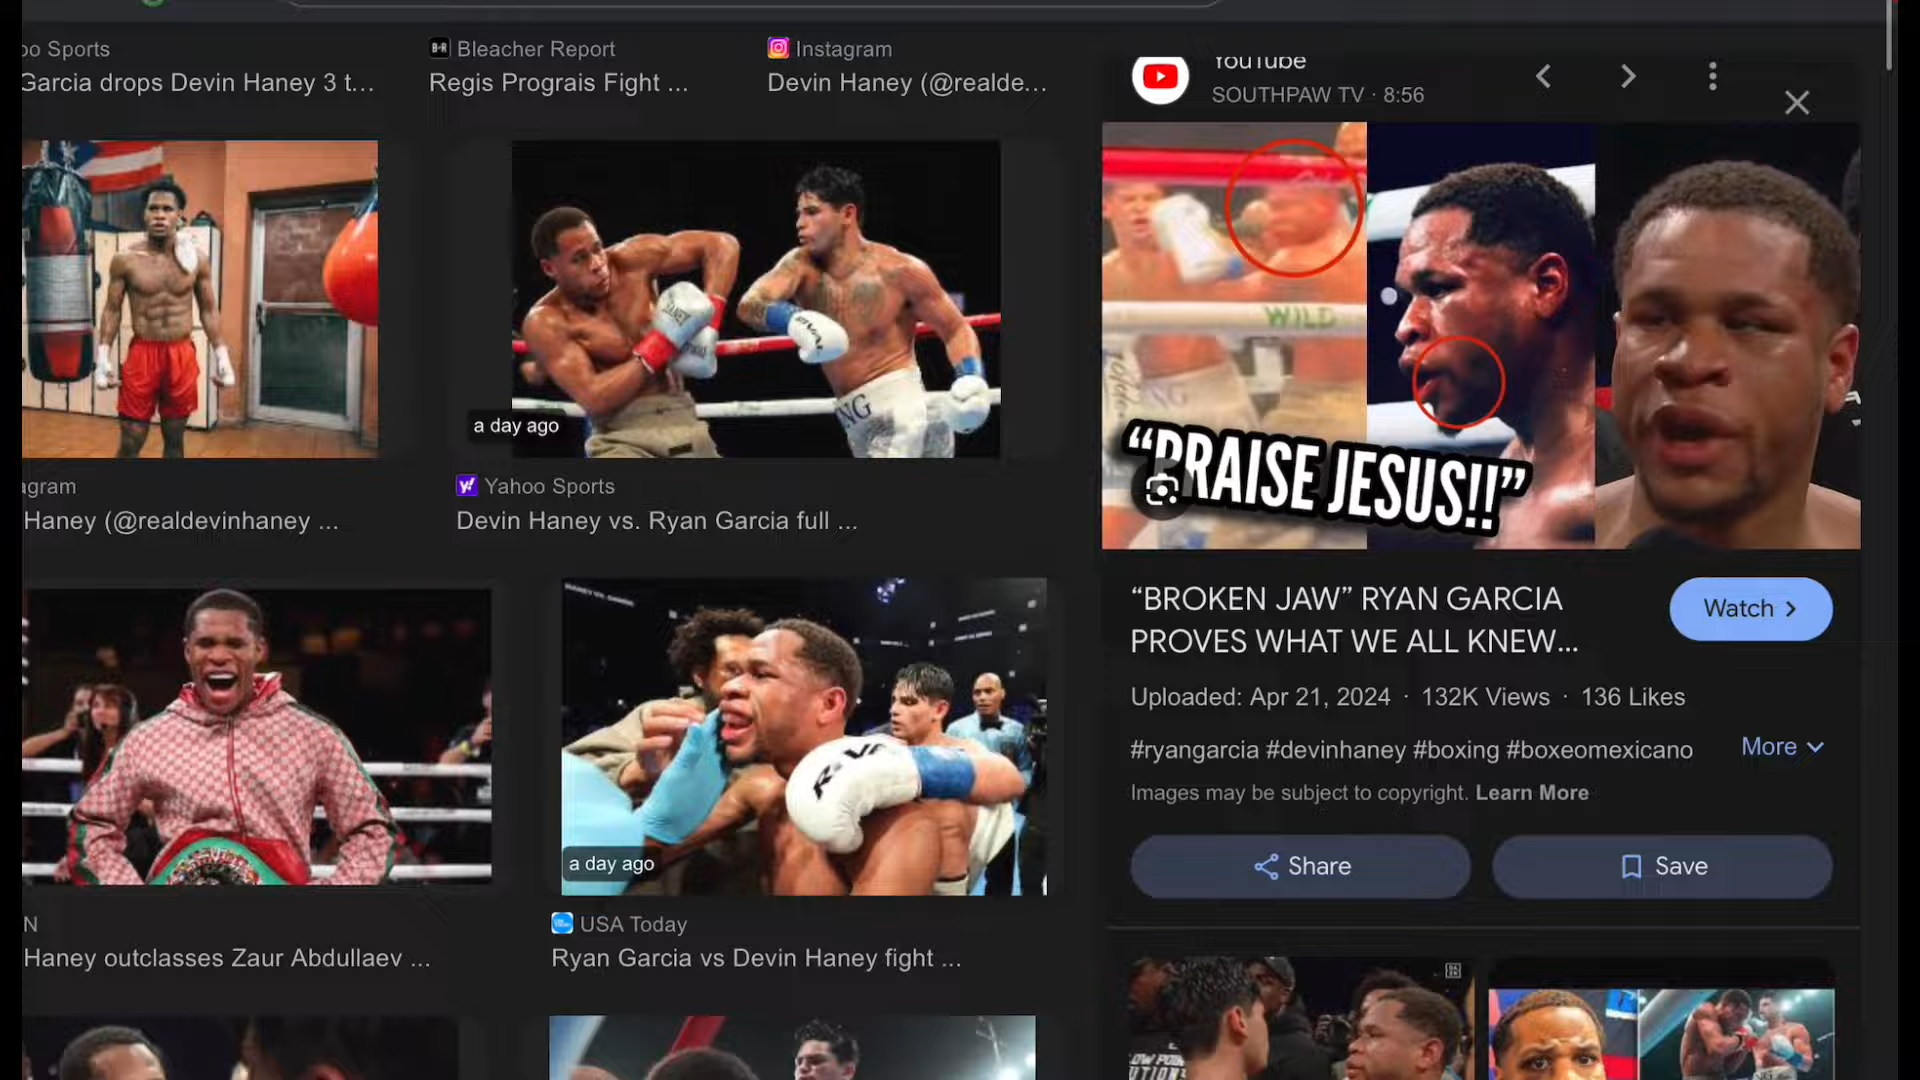 oo Sports
Garcia drops Devin Haney 3 t...
B/R Bleacher Report
Regis Prograis Fight ...
Instagram
Devin Haney (@realde...
a day ago
agram
Haney (@realdevinhaney ...
Yahoo Sports
Devin Haney vs. Ryan Garcia full ...
N
Haney outclasses Zaur Abdullaev ...
a day ago
USA Today
Ryan Garcia vs Devin Haney fight ...
YouTube
SOUTHPAW TV · 8:56
WILD
“PRAISE JESUS!!”
“BROKEN JAW” RYAN GARCIA
PROVES WHAT WE ALL KNEW...
Watch
Uploaded: Apr 21, 2024 · 132K Views · 136 Likes
#ryangarcia #devinhaney #boxing #boxeomexicano
More
Images may be subject to copyright. Learn More
Share
Save